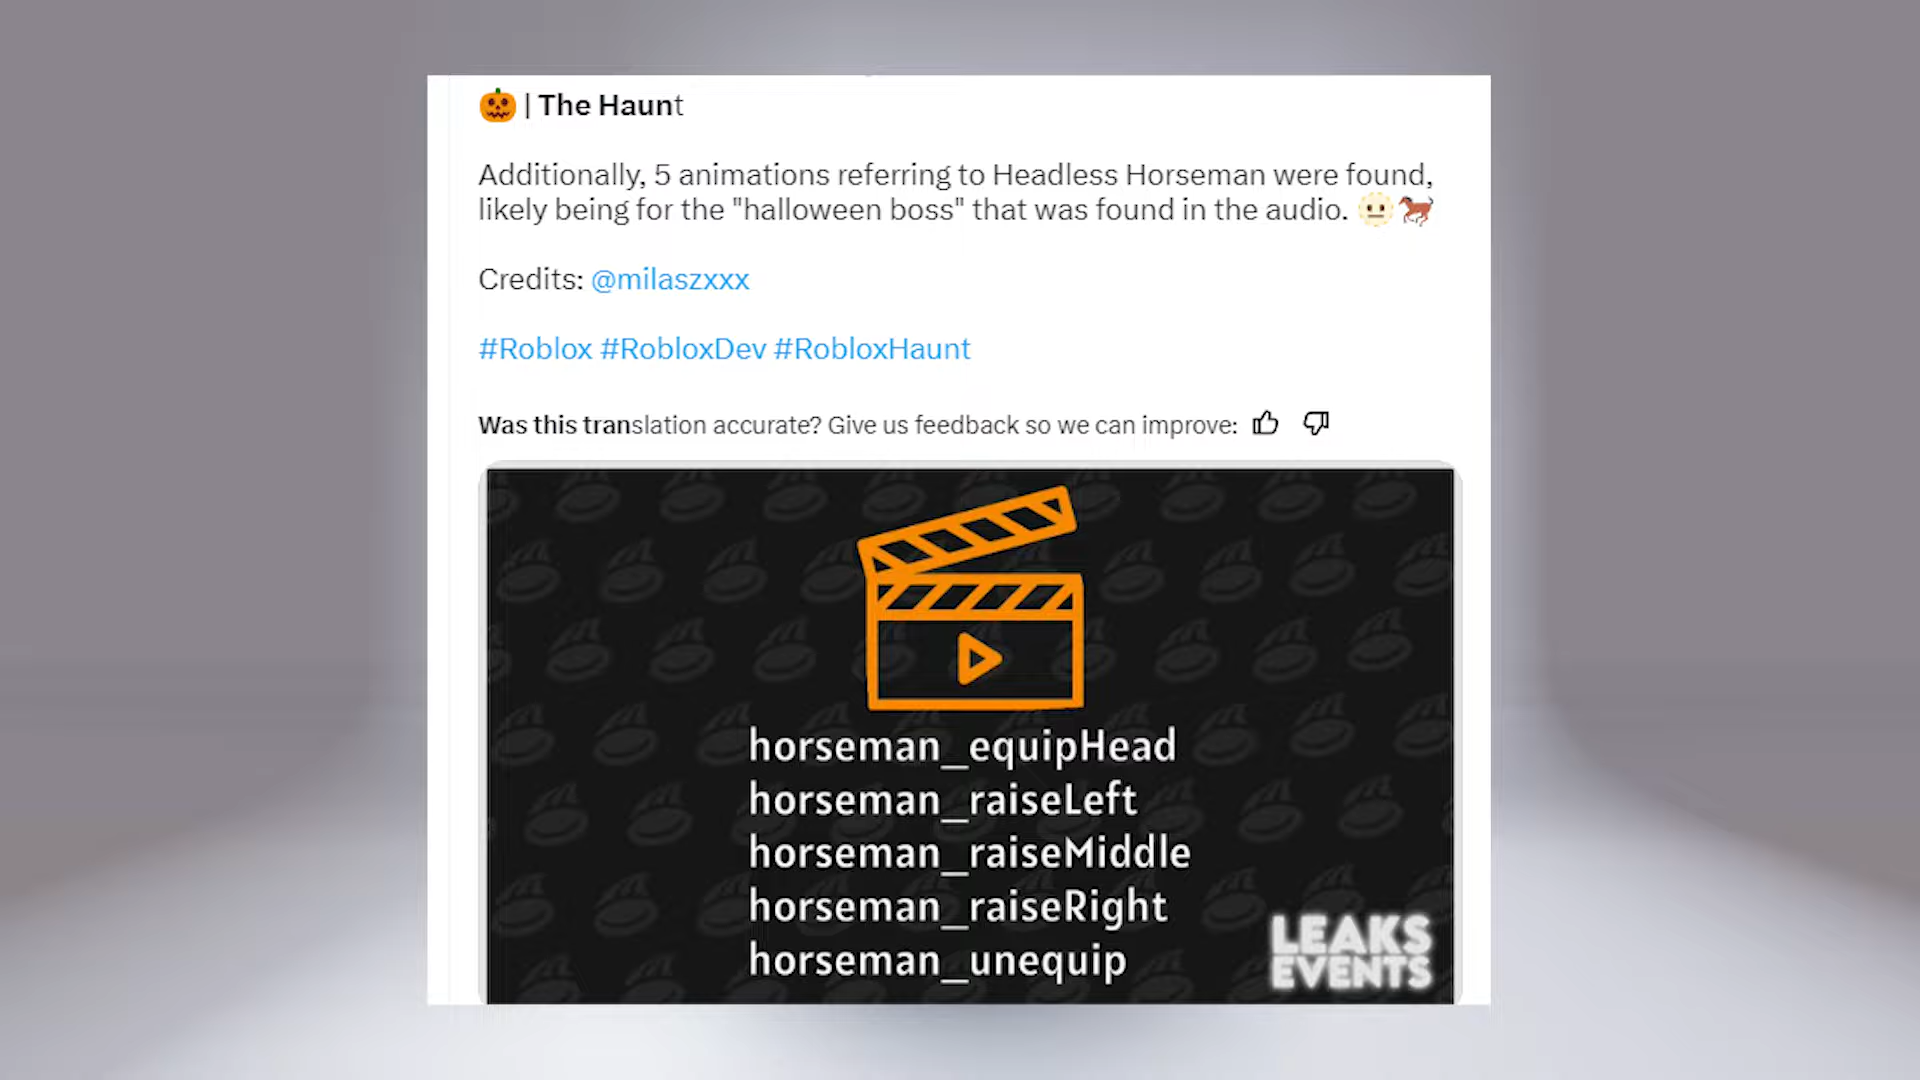 🎃 | The Haunt
Additionally, 5 animations referring to Headless Horseman were found,
likely being for the "halloween boss" that was found in the audio. 🫥🐎
Credits: @milaszxxx
#Roblox #RobloxDev #RobloxHaunt
Was this translation accurate? Give us feedback so we can improve:
horseman_equipHead
horseman_raiseLeft
horseman_raiseMiddle
horseman_raiseRight
horseman_unequip
LEAKS
EVENTS